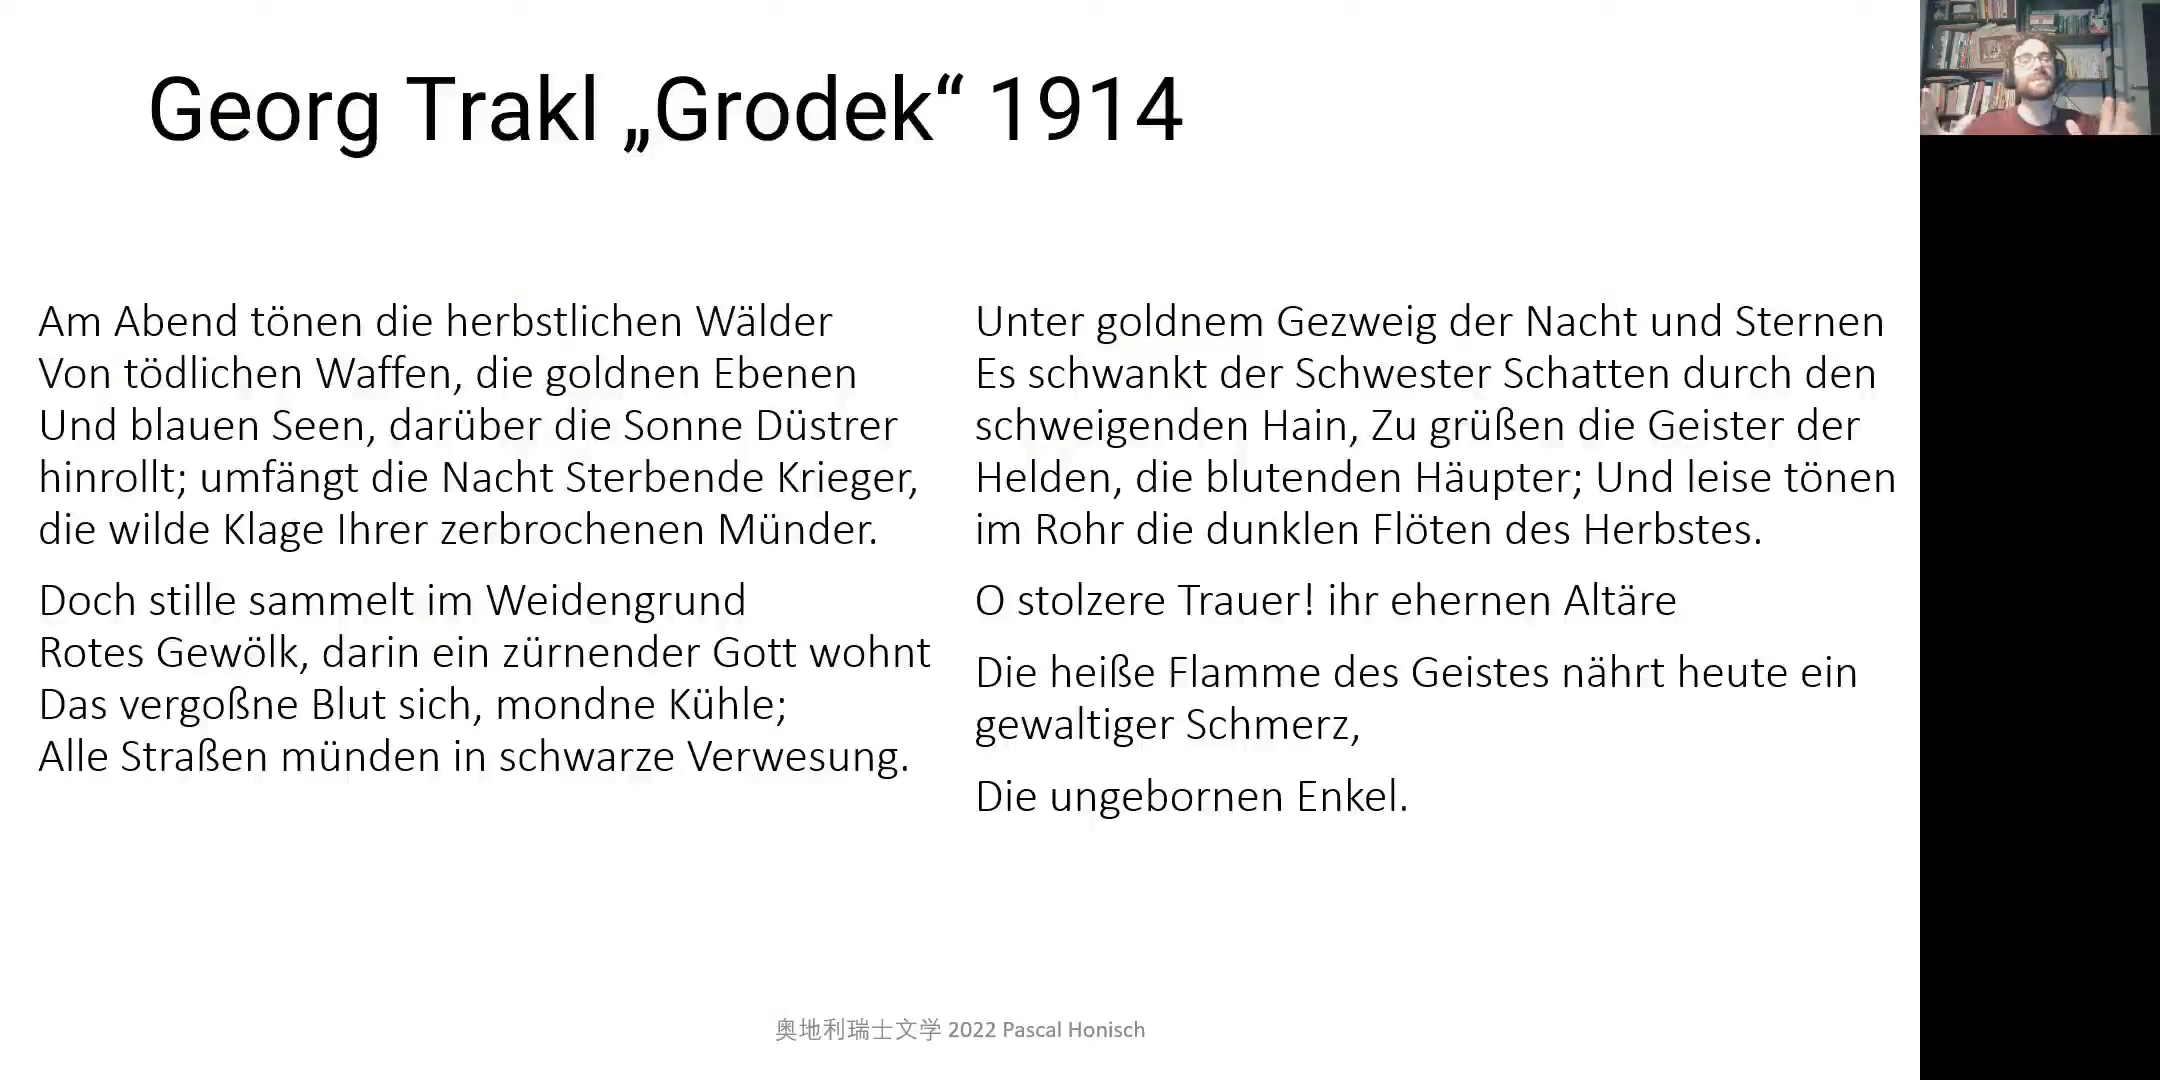 Georg Trakl „Grodek“ 1914
Am Abend tönen die herbstlichen Wälder
Von tödlichen Waffen, die goldnen Ebenen
Und blauen Seen, darüber die Sonne Düstrer
hinrollt; umfängt die Nacht Sterbende Krieger,
die wilde Klage Ihrer zerbrochenen Münder.
Doch stille sammelt im Weidengrund
Rotes Gewölk, darin ein zürnender Gott wohnt
Das vergoßne Blut sich, mondne Kühle;
Alle Straßen münden in schwarze Verwesung.
Unter goldnem Gezweig der Nacht und Sternen
Es schwankt der Schwester Schatten durch den
schweigenden Hain, Zu grüßen die Geister der
Helden, die blutenden Häupter; Und leise tönen
im Rohr die dunklen Flöten des Herbstes.
O stolzere Trauer! ihr ehernen Altäre
Die heiße Flamme des Geistes nährt heute ein
gewaltiger Schmerz,
Die ungebornen Enkel.
奥地利瑞士文学 2022 Pascal Honisch